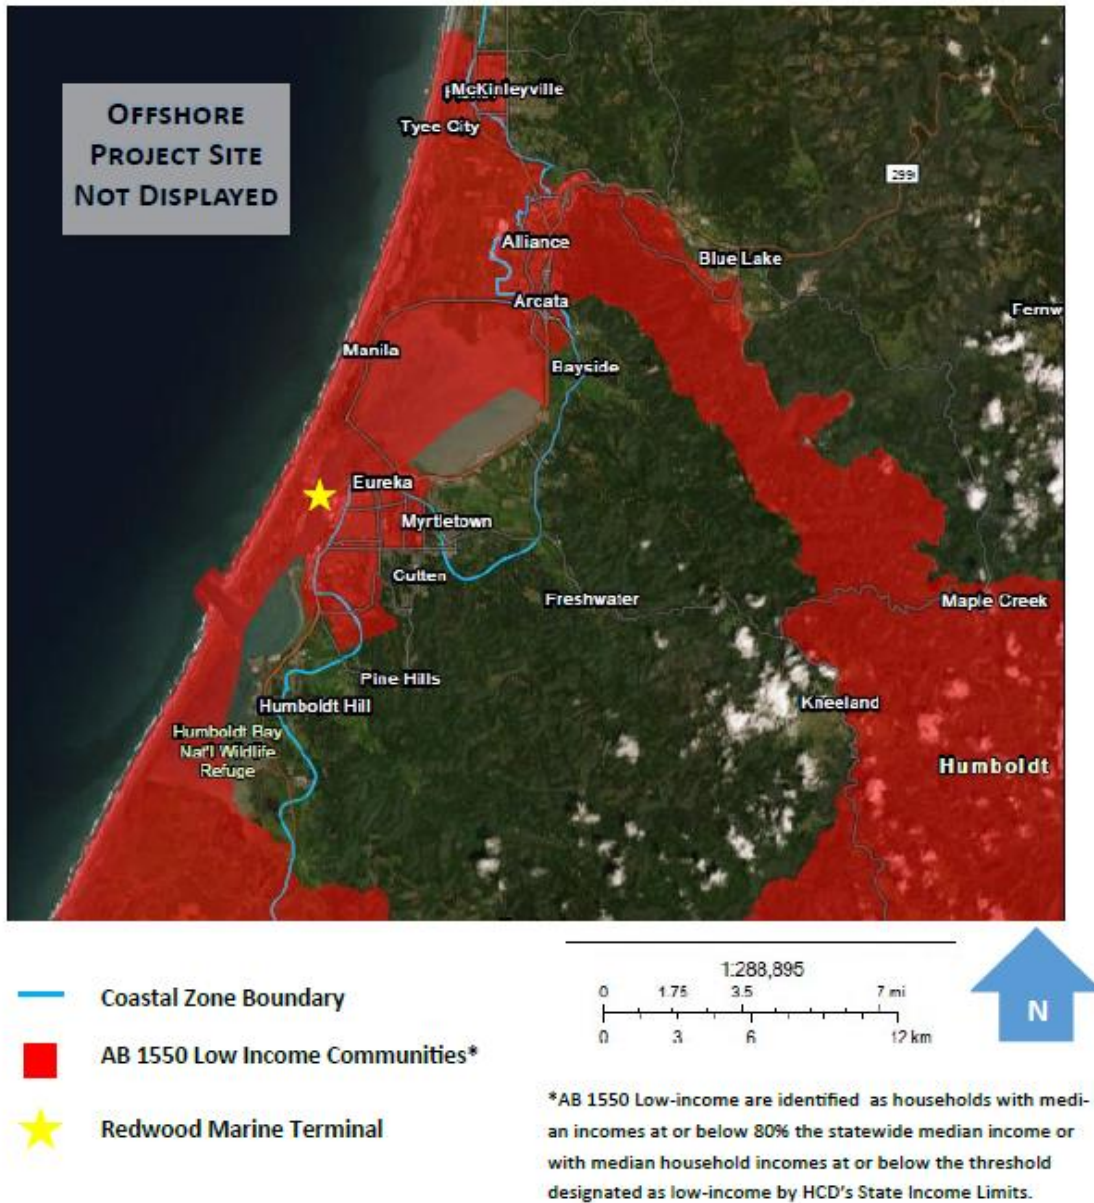 OFFSHORE
PROJECT SITE
NOT DISPLAYED
McKinleyville
Tyee City
299
Alliance
Blue Lake
Arcata
Fernw
Manila
Bayside
Eureka
Myrtletown
Cutten
Freshwater
Maple Creek
Pine Hills
Kneeland
Humboldt Hill
Humboldt Bay
Nat'l Wildlife
Refuge
Humboldt
Coastal Zone Boundary
AB 1550 Low Income Communities*
Redwood Marine Terminal
1:288,895
0 1.75 3.5 7 mi
0 3 6 12 km
N
*AB 1550 Low-income are identified as households with medi-
an incomes at or below 80% the statewide median income or
with median household incomes at or below the threshold
designated as low-income by HCD's State Income Limits.